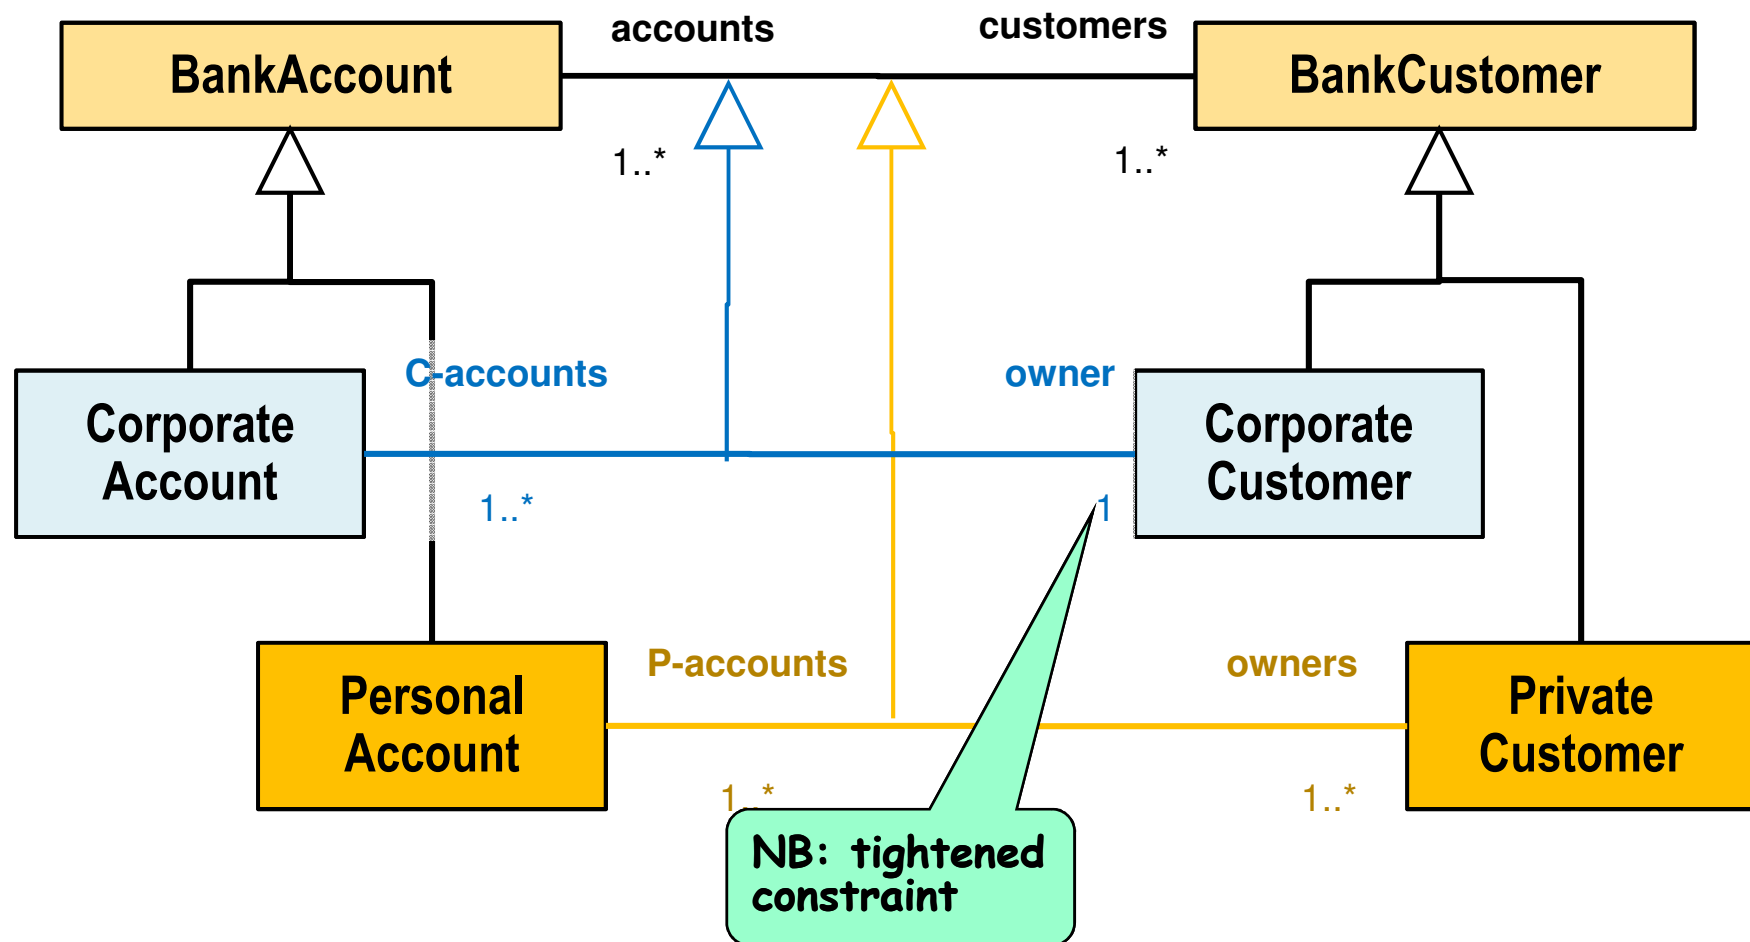 accounts
customers
BankAccount
BankCustomer
1..*
1..*
C-accounts
owner
Corporate
Account
Corporate
Customer
1..*
1
P-accounts
owners
Personal
Account
Private
Customer
1..*
1..*
NB: tightened
constraint